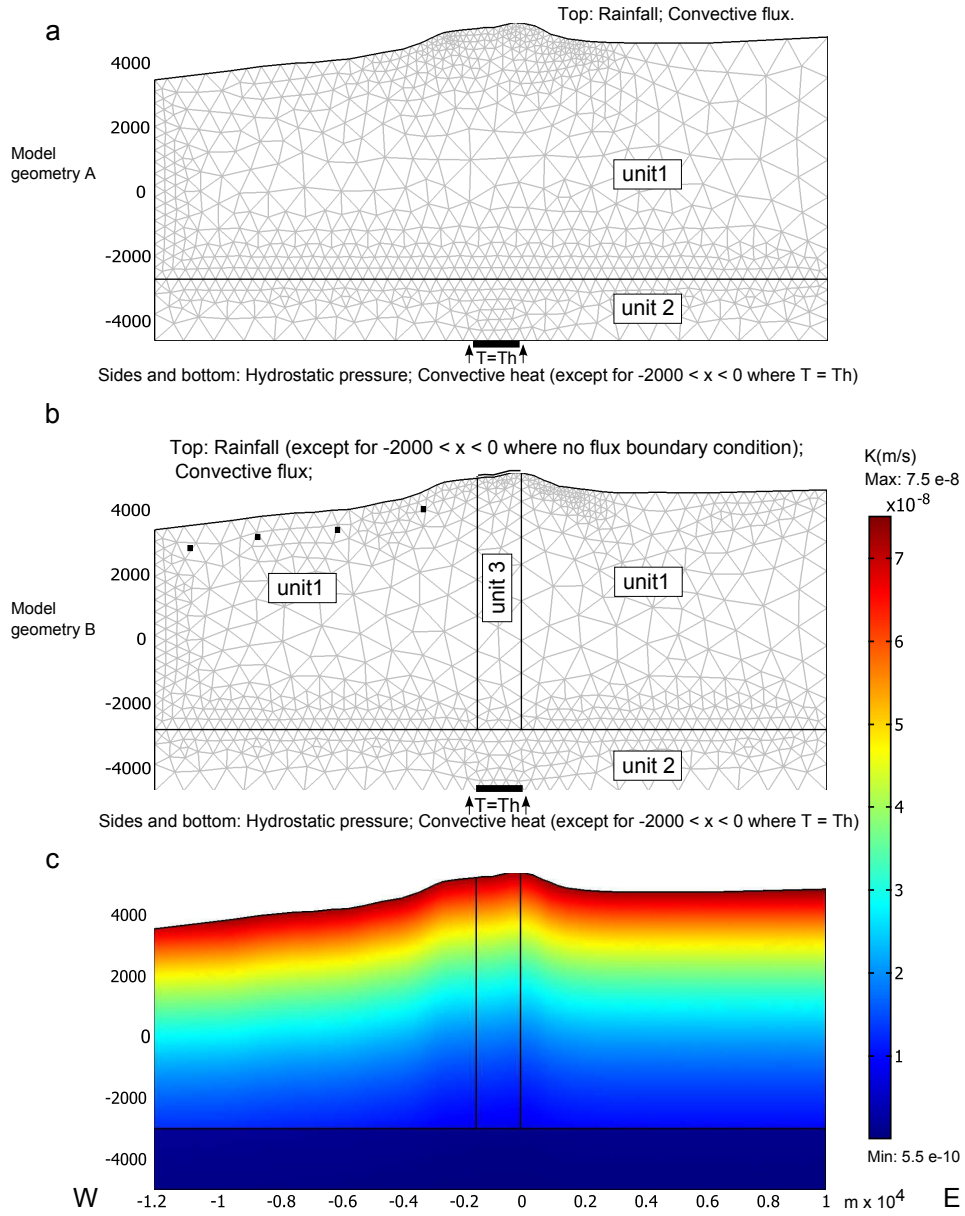 a
Top: Rainfall; Convective flux.
4000
2000
0
-2000
-4000
Model
geometry A
unit1
unit 2
T=Th
Sides and bottom: Hydrostatic pressure; Convective heat (except for -2000 < x < 0 where T = Th)
b
Top: Rainfall (except for -2000 < x < 0 where no flux boundary condition);
Convective flux;
4000
2000
0
-2000
-4000
Model
geometry B
unit1
unit 3
unit1
unit 2
T=Th
Sides and bottom: Hydrostatic pressure; Convective heat (except for -2000 < x < 0 where T = Th)
K(m/s)
Max: 7.5 e-8
x10-8
7
6
5
4
3
2
1
Min: 5.5 e-10
c
4000
2000
0
-2000
-4000
W
-1.2 -1 -0.8 -0.6 -0.4 -0.2 0 0.2 0.4 0.6 0.8 1 m x 10^4
E